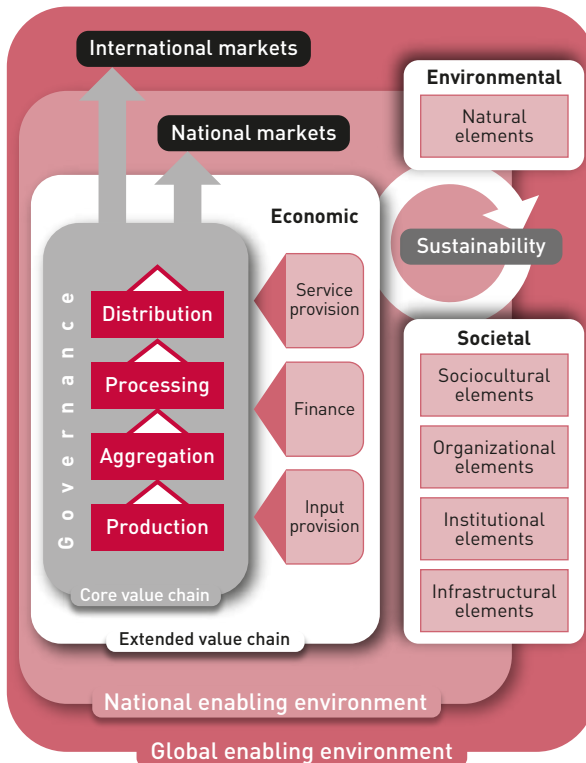 International markets
National markets
Environmental
Natural
elements
Economic
Sustainability
Governance
Distribution
Processing
Aggregation
Production
Service
provision
Finance
Input
provision
Societal
Sociocultural
elements
Organizational
elements
Institutional
elements
Infrastructural
elements
Core value chain
Extended value chain
National enabling environment
Global enabling environment